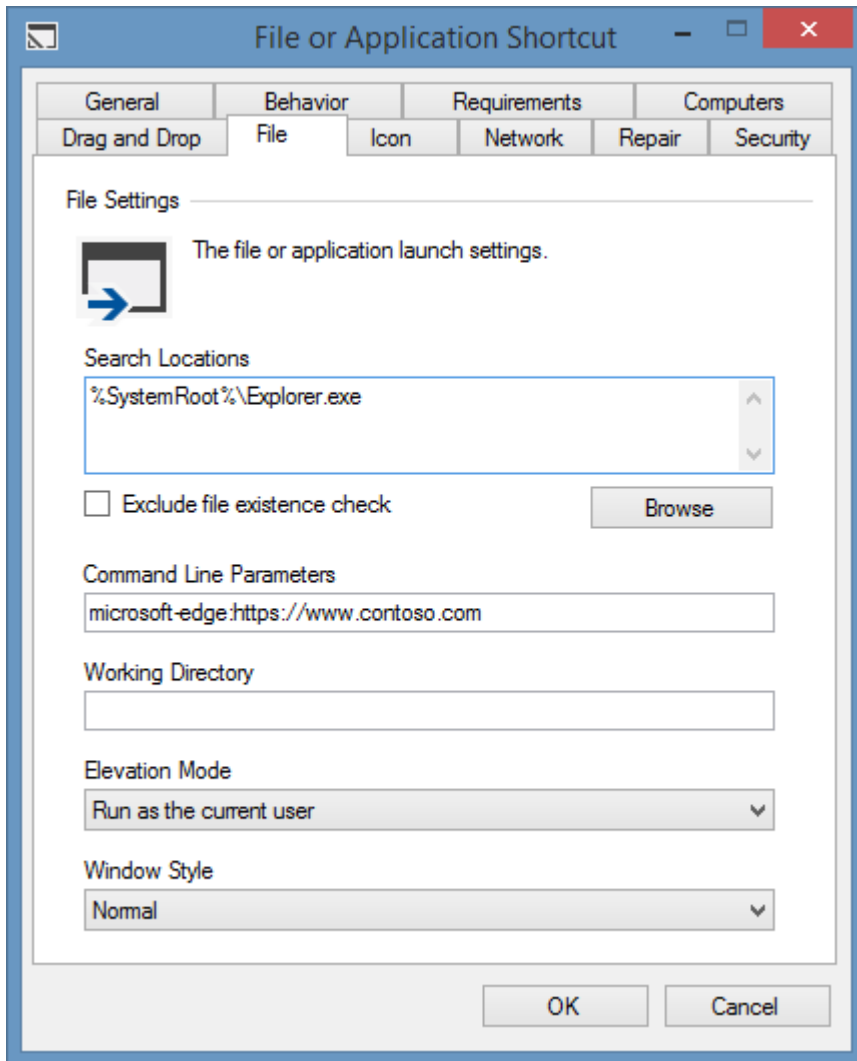 File or Application Shortcut
General Behavior Requirements Computers
Drag and Drop File Icon Network Repair Security
File Settings
The file or application launch settings.
Search Locations
%SystemRoot%\Explorer.exe
Exclude file existence check Browse
Command Line Parameters
microsoft-edge:https://www.contoso.com
Working Directory
Elevation Mode
Run as the current user
Window Style
Normal
OK Cancel